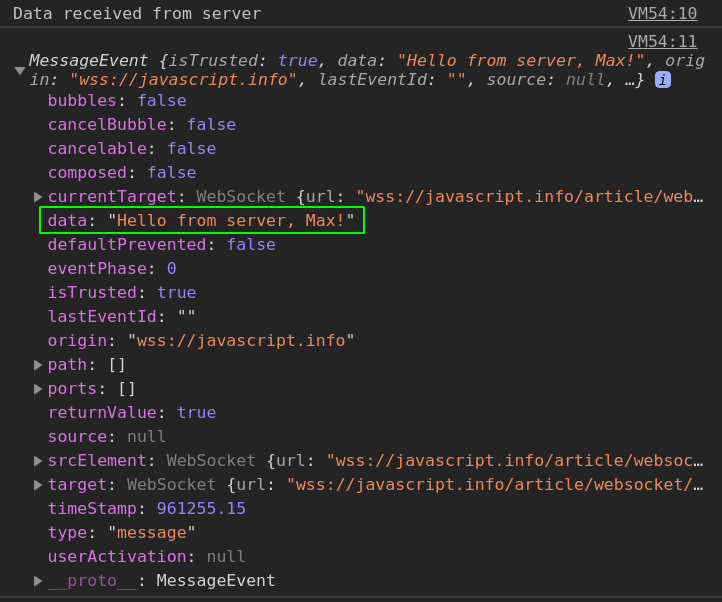 Data received from server VM54:10
VM54:11
MessageEvent {isTrusted: true, data: "Hello from server, Max!", orig
in: "wss://javascript.info", lastEventId: "", source: null, …} i
bubbles: false
cancelBubble: false
cancelable: false
composed: false
currentTarget: WebSocket {url: "wss://javascript.info/article/web…
data: "Hello from server, Max!"
defaultPrevented: false
eventPhase: 0
isTrusted: true
lastEventId: ""
origin: "wss://javascript.info"
path: []
ports: []
returnValue: true
source: null
srcElement: WebSocket {url: "wss://javascript.info/article/websoc…
target: WebSocket {url: "wss://javascript.info/article/websocket/…
timeStamp: 961255.15
type: "message"
userActivation: null
__proto__: MessageEvent